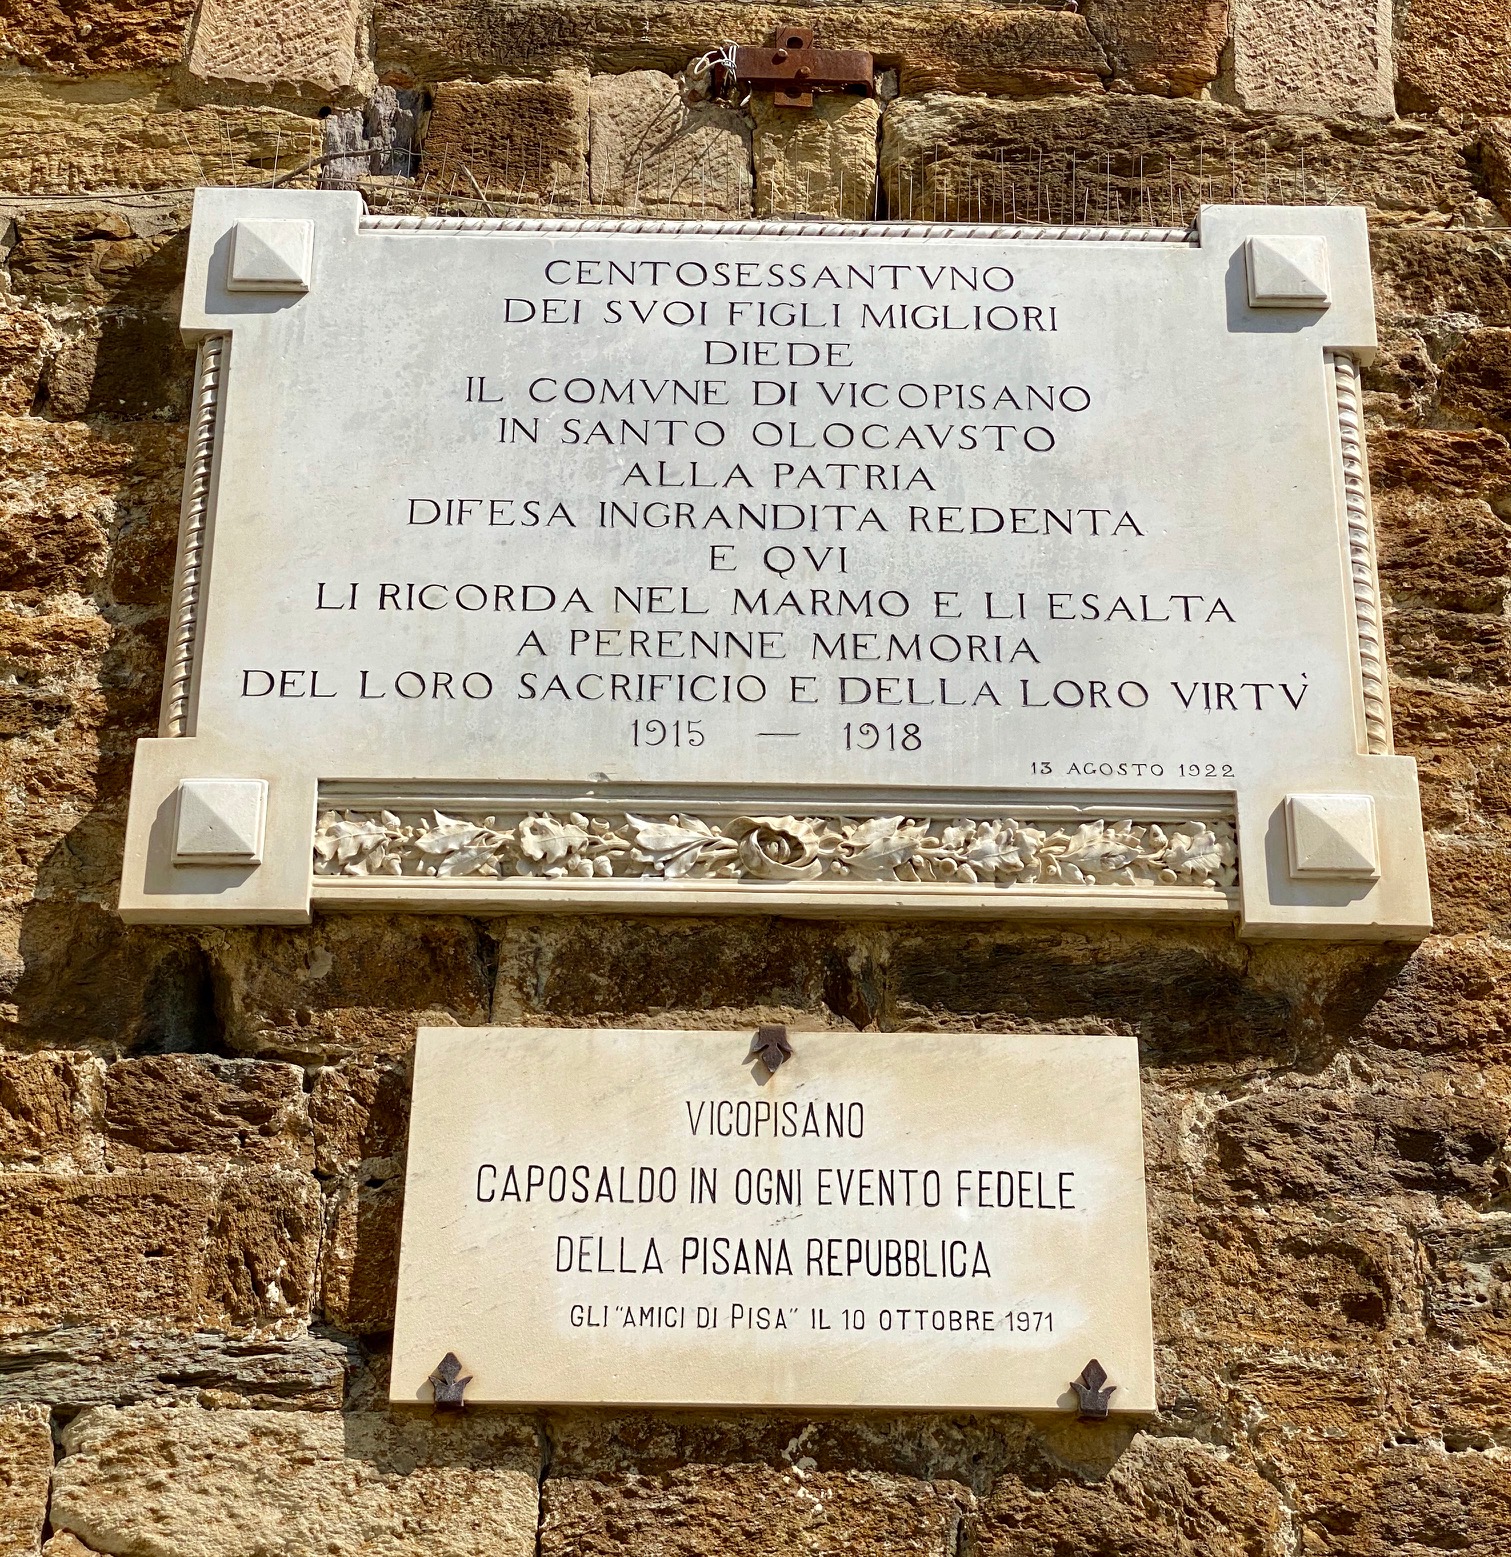 CENTOSESSANTVNO
DEI SVOI FIGLI MIGLIORI
DIEDE
IL COMVNE DI VICOPISANO
IN SANTO OLOCAVSTO
ALLA PATRIA
DIFESA INGRANDITA REDENTA
E QVI
LI RICORDA NEL MARMO E LI ESALTA
A PERENNE MEMORIA
DEL LORO SACRIFICIO E DELLA LORO VIRTV̀
1915 — 1918
13 AGOSTO 1922
VICOPISANO
CAPOSALDO IN OGNI EVENTO FEDELE
DELLA PISANA REPUBBLICA
GLI "AMICI DI PISA" IL 10 OTTOBRE 1971